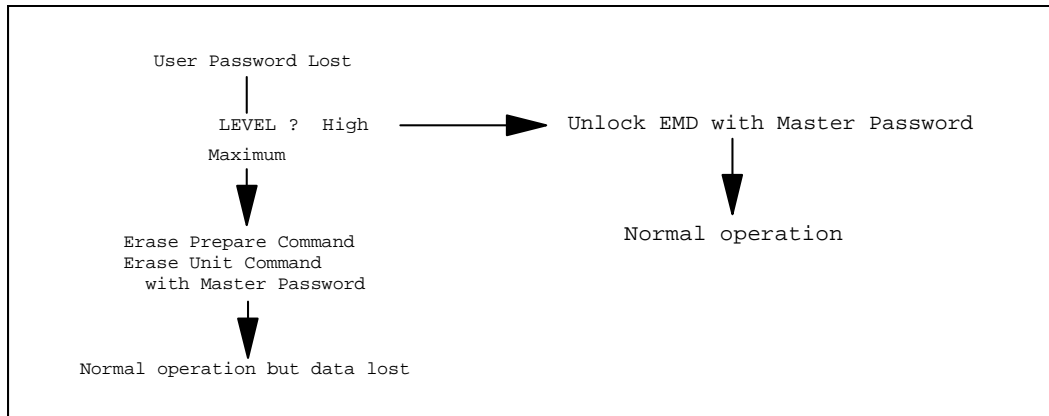 User Password Lost
LEVEL ? High
Unlock EMD with Master Password
Maximum
Normal operation
Erase Prepare Command
Erase Unit Command
with Master Password
Normal operation but data lost